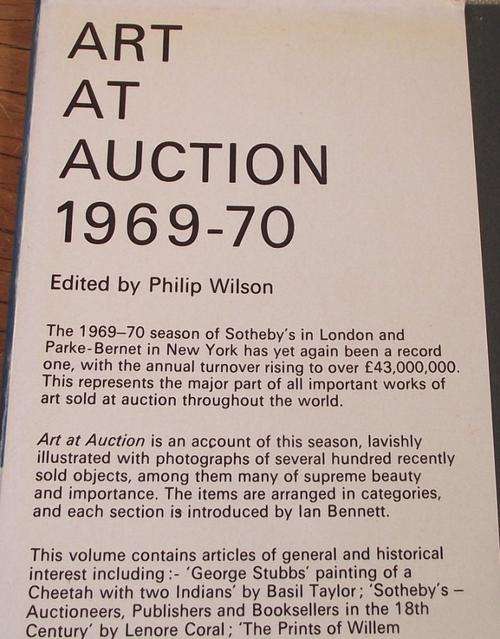 ART
AT
AUCTION
1969-70
Edited by Philip Wilson
The 1969–70 season of Sotheby's in London and
Parke-Bernet in New York has yet again been a record
one, with the annual turnover rising to over £43,000,000.
This represents the major part of all important works of
art sold at auction throughout the world.
Art at Auction is an account of this season, lavishly
illustrated with photographs of several hundred recently
sold objects, among them many of supreme beauty
and importance. The items are arranged in categories,
and each section is introduced by Ian Bennett.
This volume contains articles of general and historical
interest including:- 'George Stubbs' painting of a
Cheetah with two Indians' by Basil Taylor; 'Sotheby's –
Auctioneers, Publishers and Booksellers in the 18th
Century' by Lenore Coral; 'The Prints of Willem